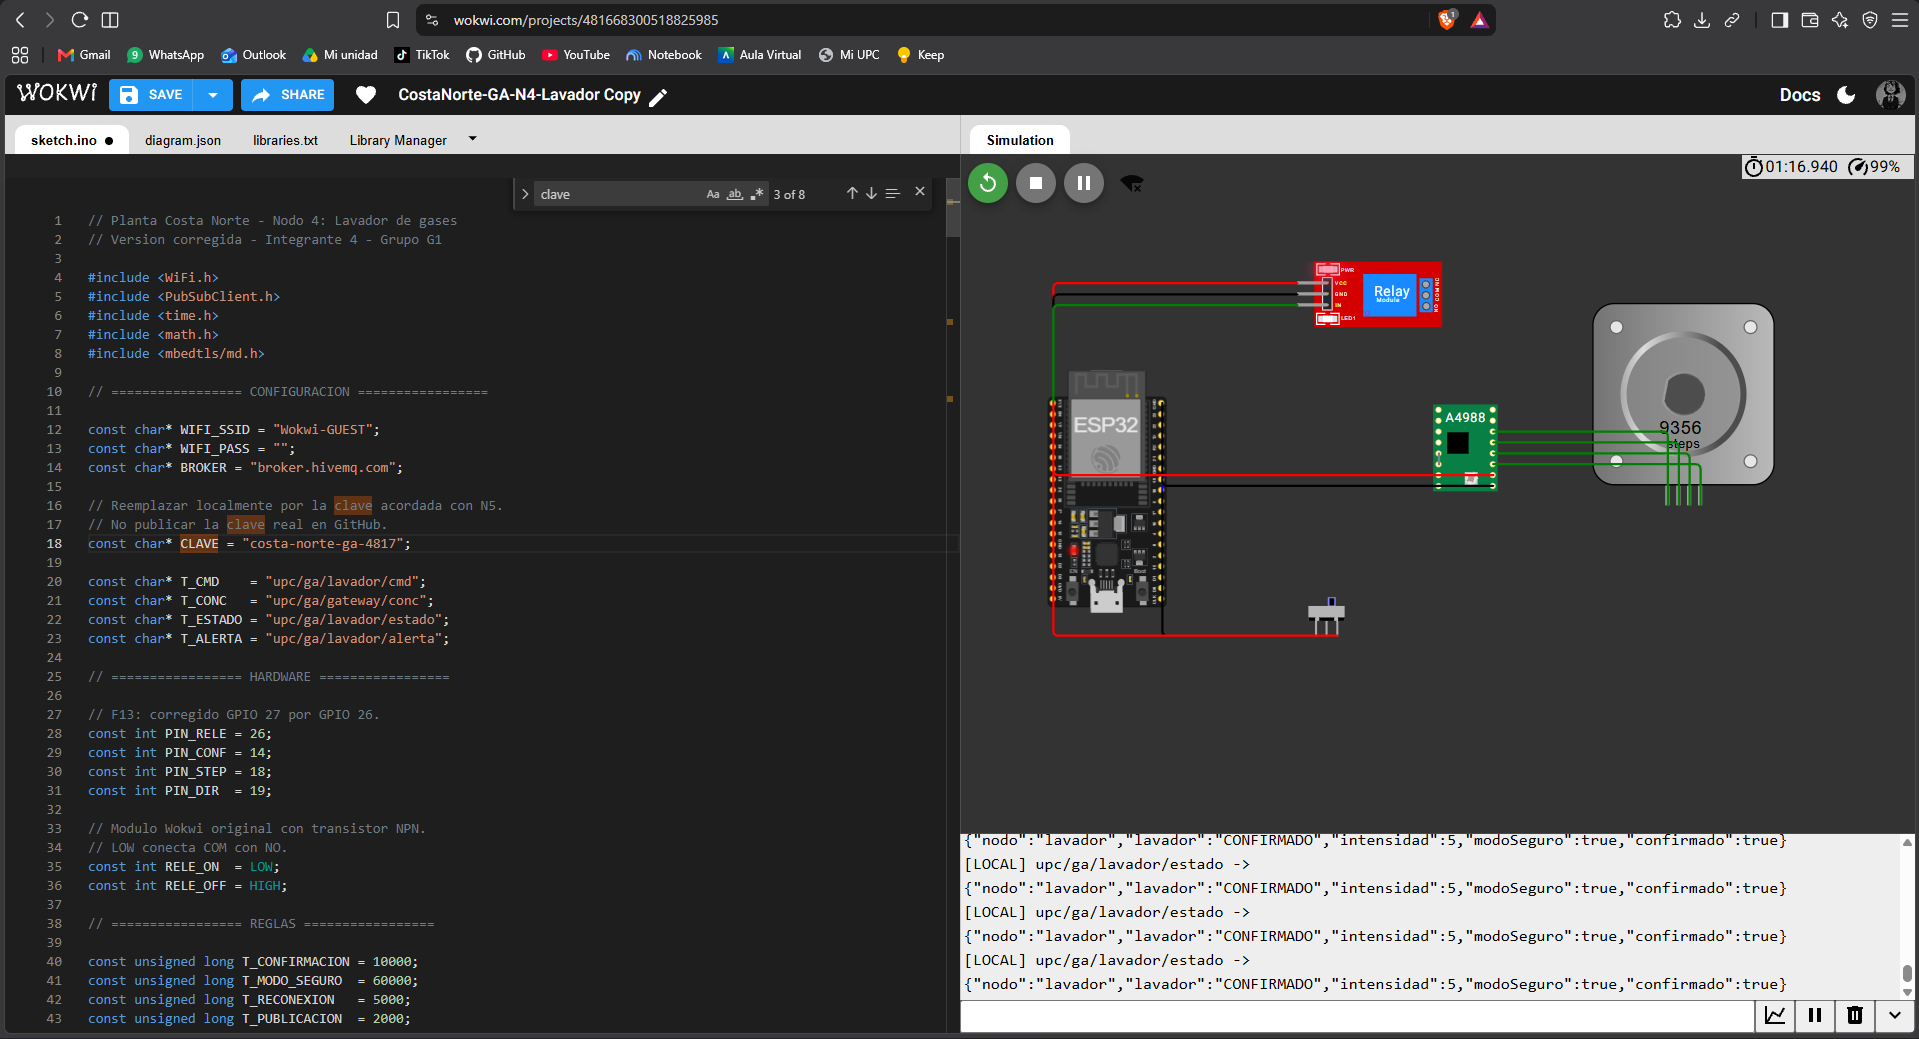 wokwi.com/projects/481668300518825985
1
Gmail
9
WhatsApp
Outlook
Mi unidad
TikTok
GitHub
YouTube
Notebook
Aula Virtual
Mi UPC
Keep
WOKWI
SAVE
SHARE
CostaNorte-GA-N4-Lavador Copy
Docs
sketch.ino
diagram.json
libraries.txt
Library Manager
Simulation
clave
Aa
ab
3 of 8
01:16.940
99%
1 // Planta Costa Norte - Nodo 4: Lavador de gases
2 // Version corregida - Integrante 4 - Grupo G1
3
4 #include <WiFi.h>
5 #include <PubSubClient.h>
6 #include <time.h>
7 #include <math.h>
8 #include <mbedtls/md.h>
9
10 // ================= CONFIGURACION =================
11
12 const char* WIFI_SSID = "Wokwi-GUEST";
13 const char* WIFI_PASS = "";
14 const char* BROKER = "broker.hivemq.com";
15
16 // Reemplazar localmente por la clave acordada con N5.
17 // No publicar la clave real en GitHub.
18 const char* CLAVE = "costa-norte-ga-4817";
19
20 const char* T_CMD    = "upc/ga/lavador/cmd";
21 const char* T_CONC   = "upc/ga/gateway/conc";
22 const char* T_ESTADO = "upc/ga/lavador/estado";
23 const char* T_ALERTA = "upc/ga/lavador/alerta";
24
25 // ================= HARDWARE =================
26
27 // F13: corregido GPIO 27 por GPIO 26.
28 const int PIN_RELE = 26;
29 const int PIN_CONF = 14;
30 const int PIN_STEP = 18;
31 const int PIN_DIR  = 19;
32
33 // Modulo Wokwi original con transistor NPN.
34 // LOW conecta COM con NO.
35 const int RELE_ON  = LOW;
36 const int RELE_OFF = HIGH;
37
38 // ================= REGLAS =================
39
40 const unsigned long T_CONFIRMACION = 10000;
41 const unsigned long T_MODO_SEGURO  = 60000;
42 const unsigned long T_RECONEXION   = 5000;
43 const unsigned long T_PUBLICACION  = 2000;
PWR
VCC
GND
IN
LED1
Relay
Module
NO COM NC
ESP32
EN
Boot
A4988
9356
steps
{"nodo":"lavador","lavador":"CONFIRMADO","intensidad":5,"modoSeguro":true,"confirmado":true}
[LOCAL] upc/ga/lavador/estado ->
{"nodo":"lavador","lavador":"CONFIRMADO","intensidad":5,"modoSeguro":true,"confirmado":true}
[LOCAL] upc/ga/lavador/estado ->
{"nodo":"lavador","lavador":"CONFIRMADO","intensidad":5,"modoSeguro":true,"confirmado":true}
[LOCAL] upc/ga/lavador/estado ->
{"nodo":"lavador","lavador":"CONFIRMADO","intensidad":5,"modoSeguro":true,"confirmado":true}